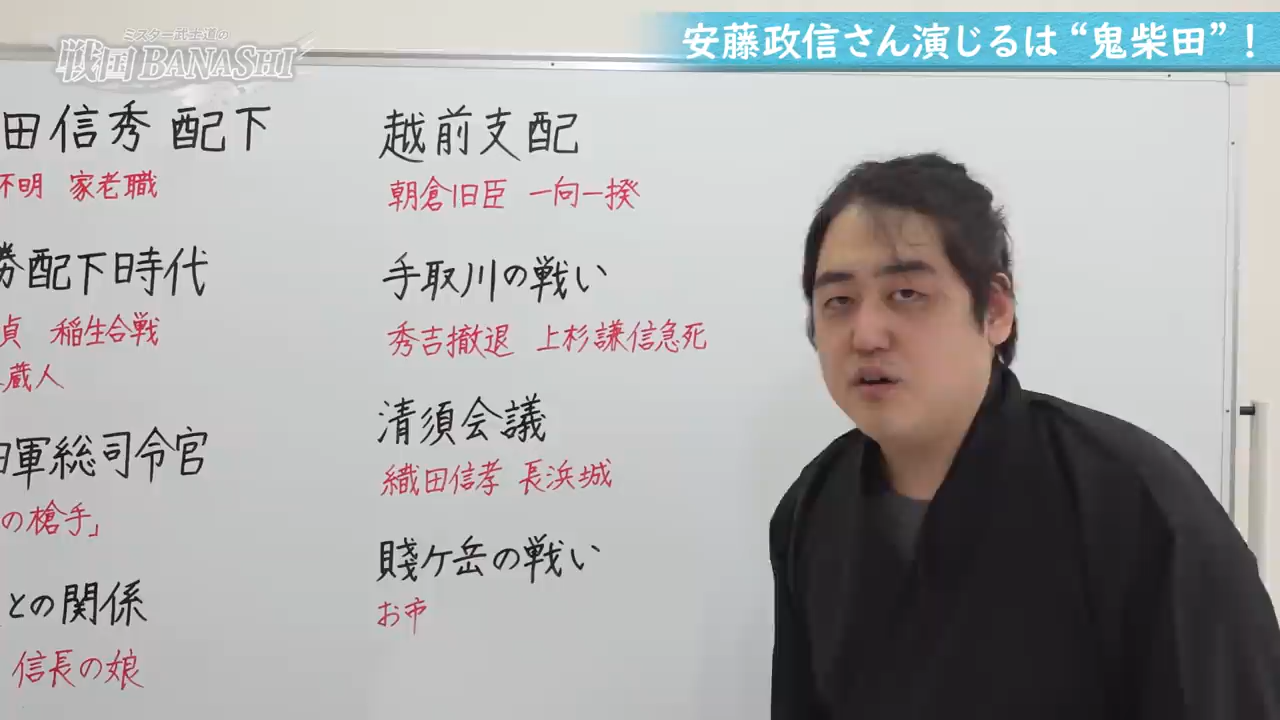 ミスター武士道の
戦国BANASHI
安藤政信さん演じるは“鬼柴田”！
田信秀 配下
不明 家老職
勝配下時代
貞 稲生合戦
蔵人
軍総司令官
の槍手」
との関係
信長の娘
越前支配
朝倉旧臣 一向一揆
手取川の戦い
秀吉撤退 上杉謙信急死
清須会議
織田信孝 長浜城
賤ケ岳の戦い
お市